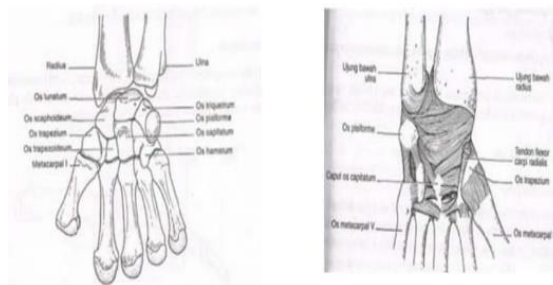 Radius
Ulna
Os lunatum
Os triquetrum
Os scaphoideum
Os pisiforme
Os trapezium
Os capitatum
Os trapezoideum
Os hamatum
Metacarpal I
Ujung bawah
ulna
Ujung bawah
radius
Os pisiforme
Tendon flexor
carpi radialis
Caput os capitatum
Os trapezium
Os metacarpal V
Os metacarpal